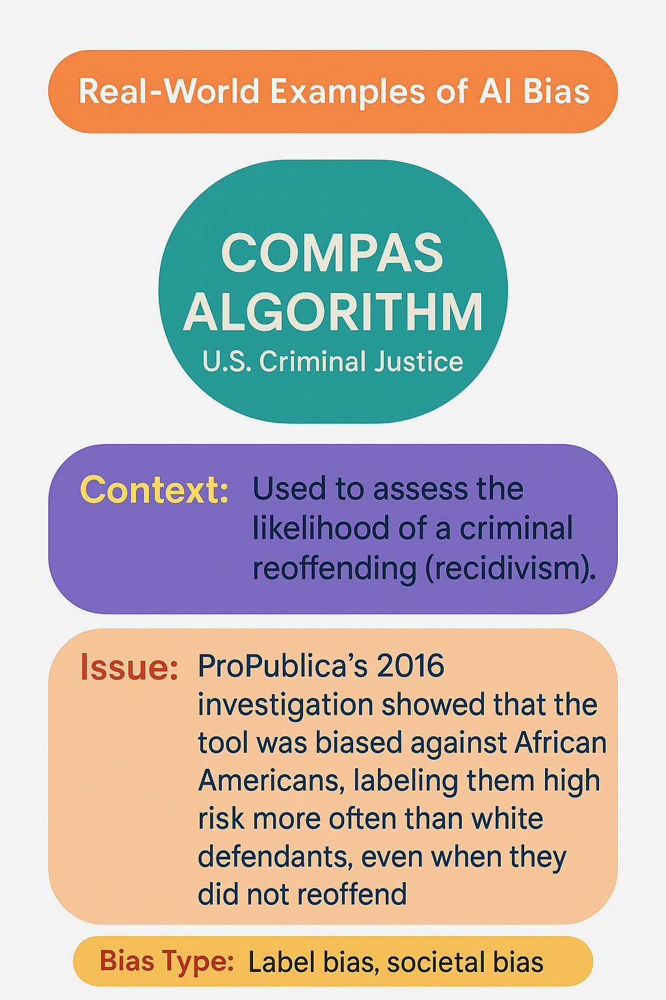 Real-World Examples of AI Bias
COMPAS
ALGORITHM
U.S. Criminal Justice
Context: Used to assess the
likelihood of a criminal
reoffending (recidivism).
Issue: ProPublica’s 2016
investigation showed that the
tool was biased against African
Americans, labeling them high
risk more often than white
defendants, even when they
did not reoffend
Bias Type: Label bias, societal bias